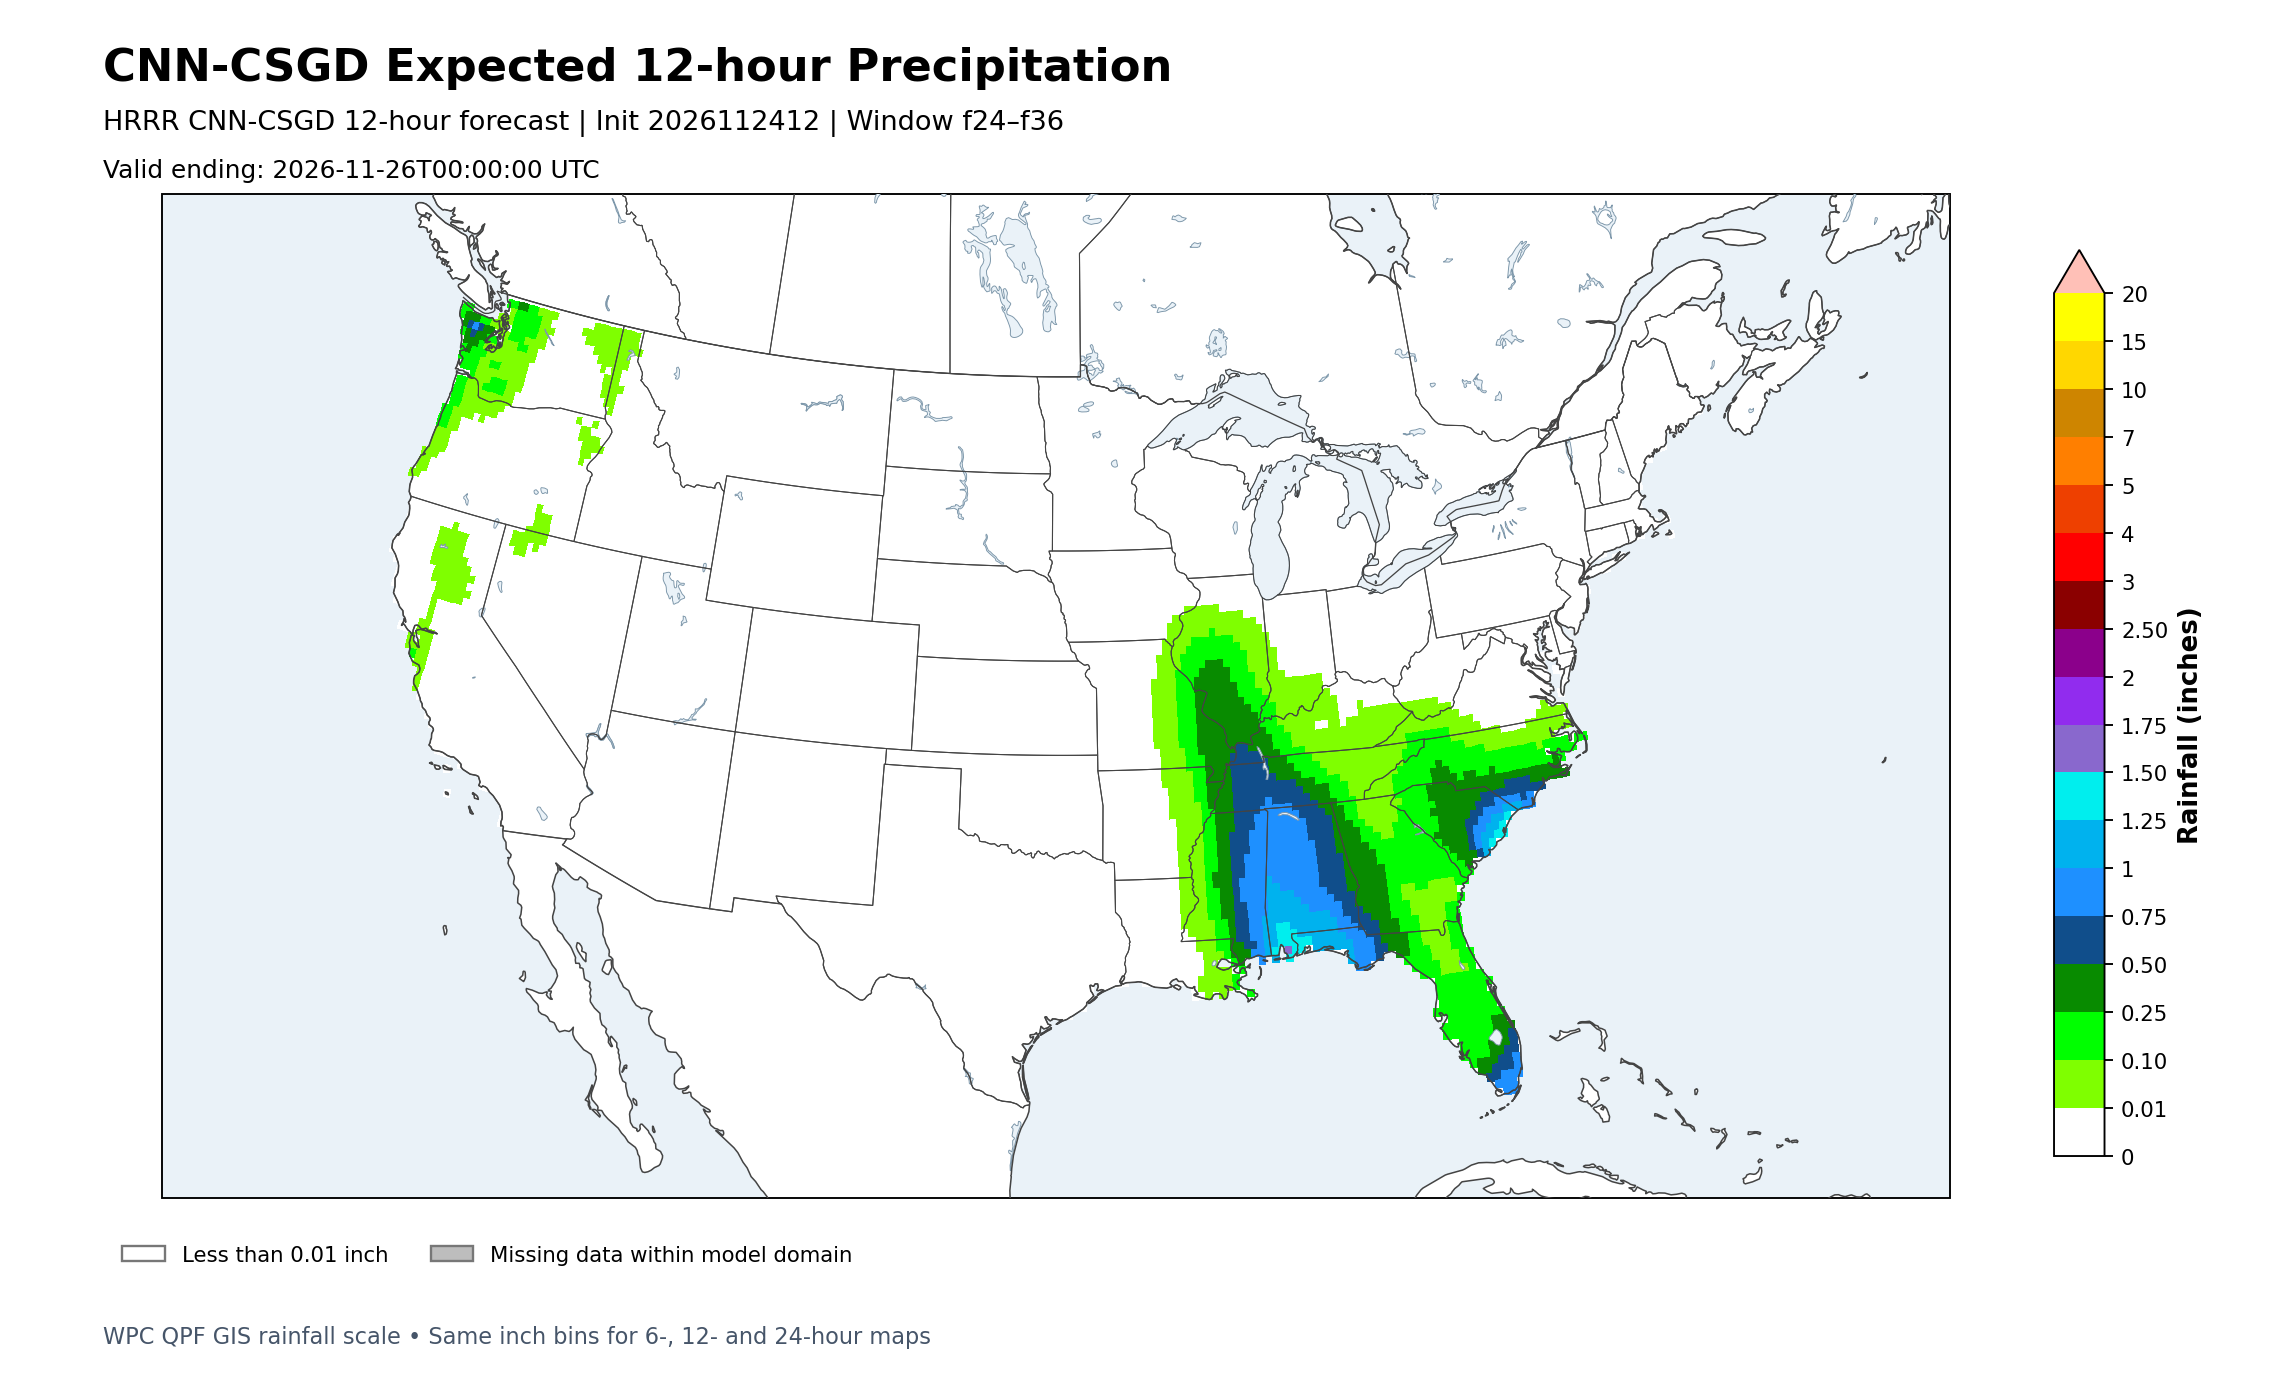 CNN-CSGD Expected 12-hour Precipitation
HRRR CNN-CSGD 12-hour forecast | Init 2026112412 | Window f24–f36
Valid ending: 2026-11-26T00:00:00 UTC
20
15
10
7
5
4
3
2.50
2
1.75
1.50
1.25
1
0.75
0.50
0.25
0.10
0.01
0
Rainfall (inches)
Less than 0.01 inch
Missing data within model domain
WPC QPF GIS rainfall scale • Same inch bins for 6-, 12- and 24-hour maps